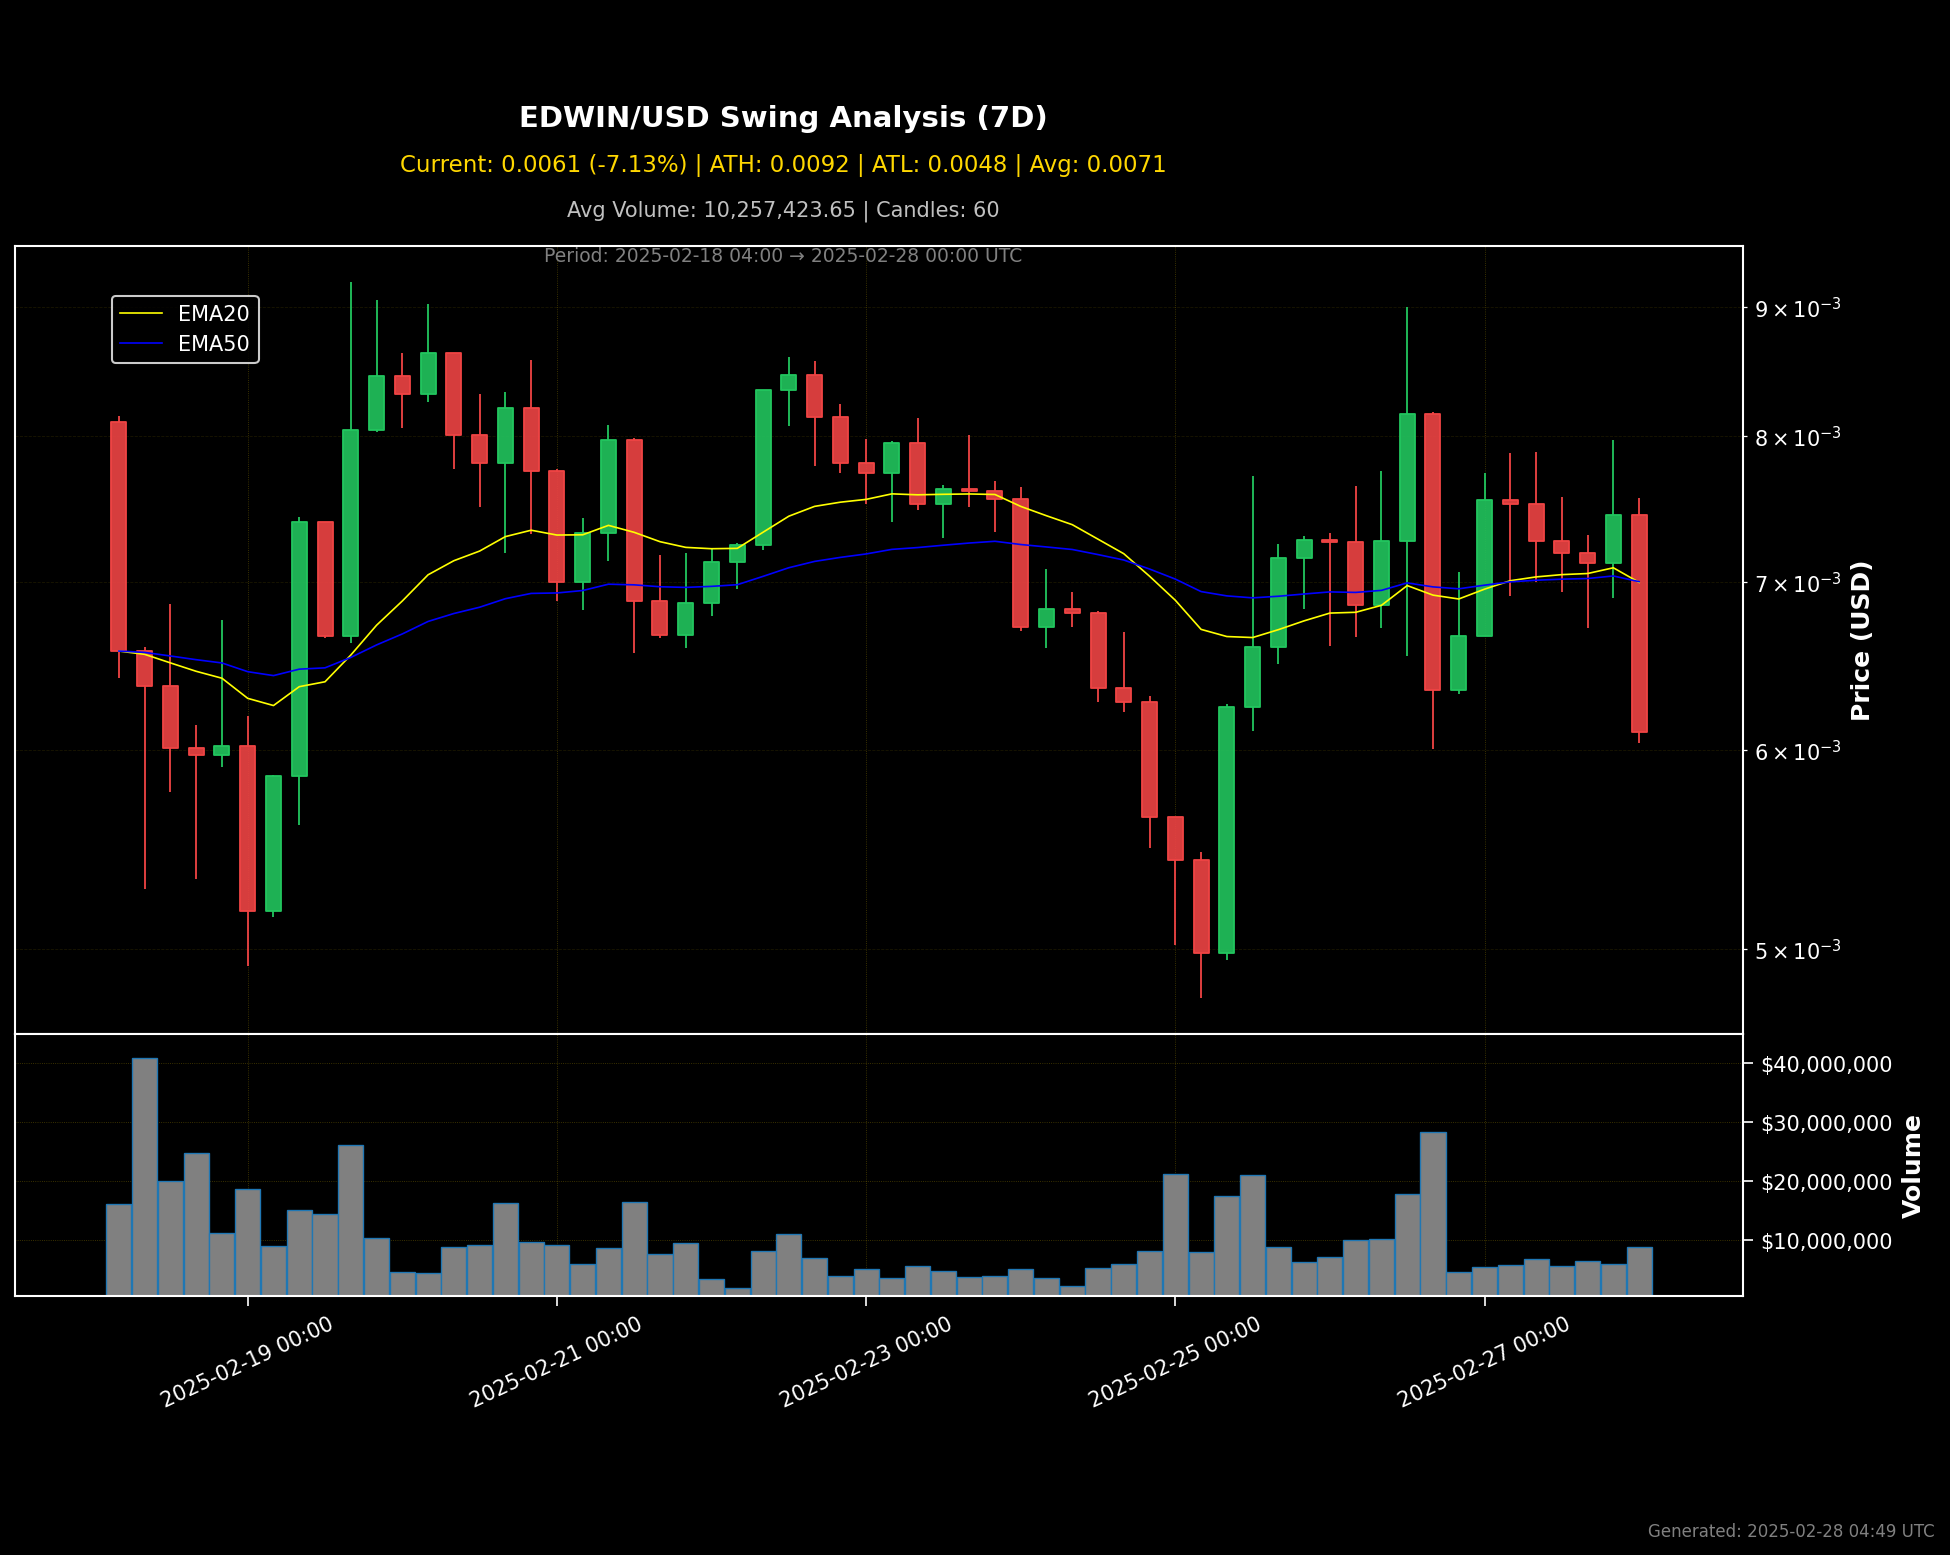 EDWIN/USD Swing Analysis (7D)
Current: 0.0061 (-7.13%) | ATH: 0.0092 | ATL: 0.0048 | Avg: 0.0071
Avg Volume: 10,257,423.65 | Candles: 60
Period: 2025-02-18 04:00 → 2025-02-28 00:00 UTC
EMA20
EMA50
9 × 10⁻³
8 × 10⁻³
7 × 10⁻³
6 × 10⁻³
5 × 10⁻³
Price (USD)
$40,000,000
$30,000,000
$20,000,000
$10,000,000
Volume
2025-02-19 00:00
2025-02-21 00:00
2025-02-23 00:00
2025-02-25 00:00
2025-02-27 00:00
Generated: 2025-02-28 04:49 UTC